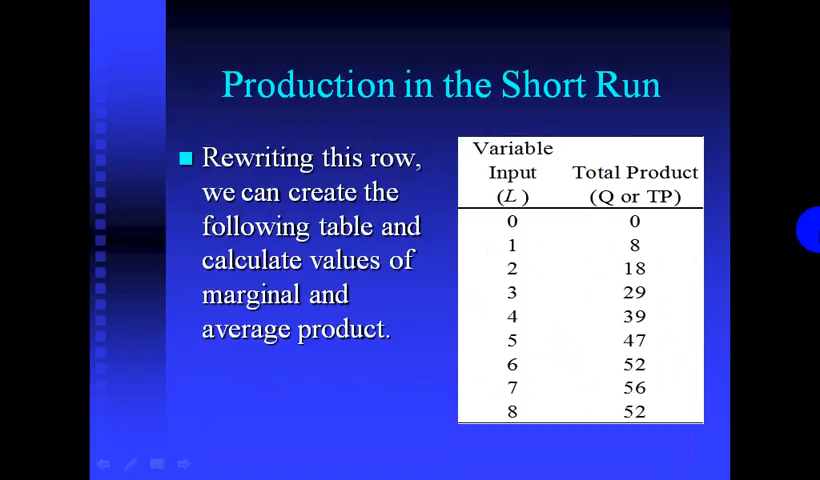 Production in the Short Run
Rewriting this row,
we can create the
following table and
calculate values of
marginal and
average product.
Variable
Input Total Product
(L) (Q or TP)
0 0
1 8
2 18
3 29
4 39
5 47
6 52
7 56
8 52